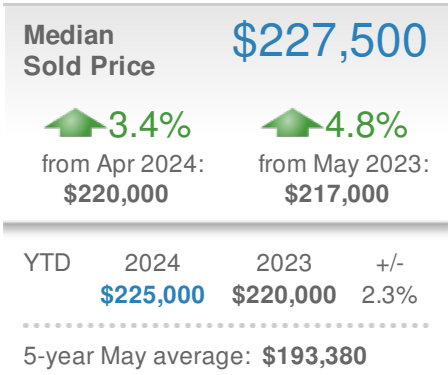 Median $227,500
Sold Price
3.4% 4.8%
from Apr 2024: from May 2023:
$220,000 $217,000
YTD 2024 2023 +/-
$225,000 $220,000 2.3%
5-year May average: $193,380